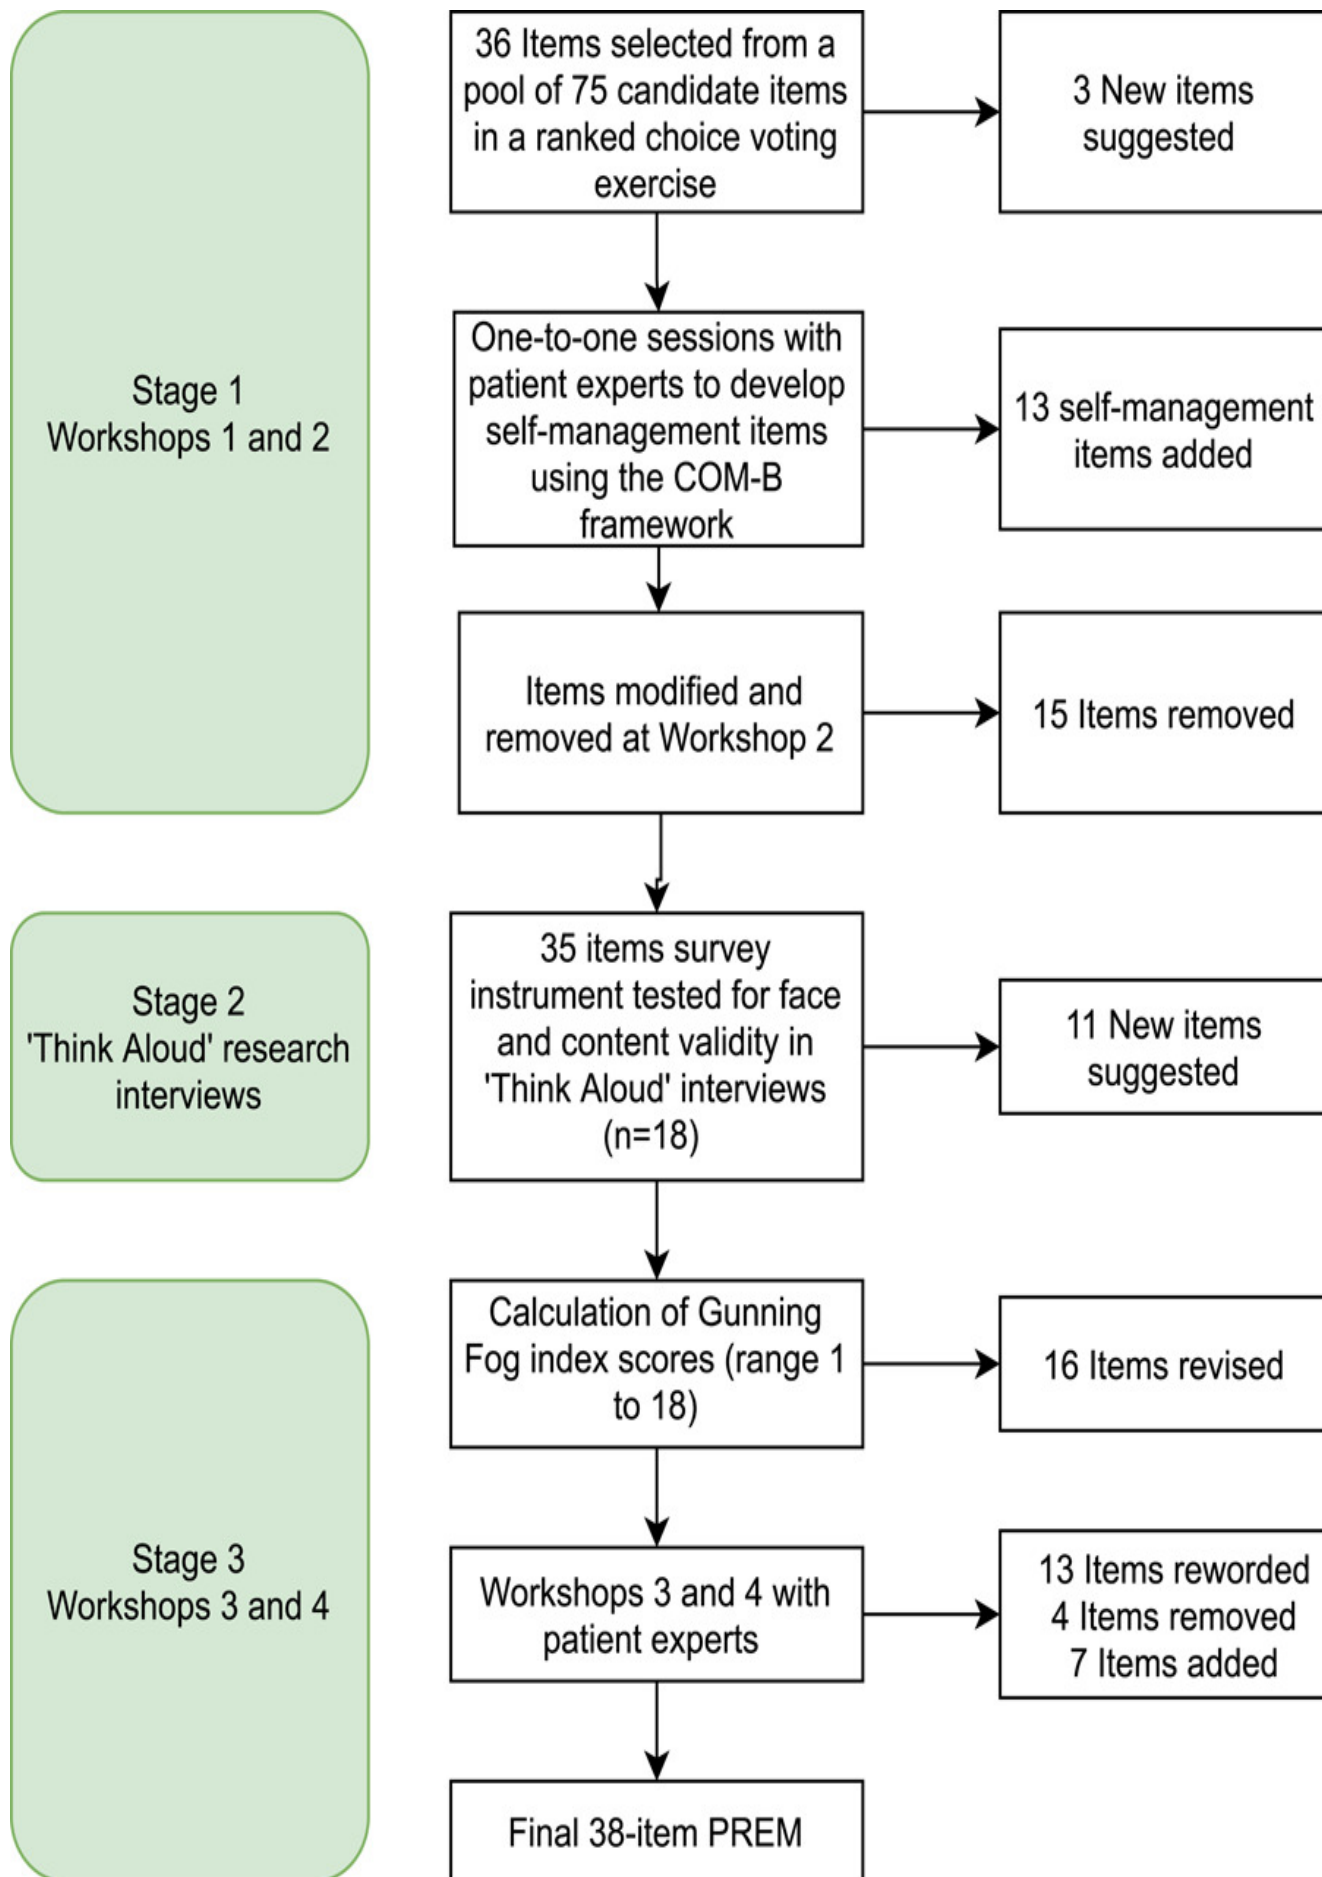 36 Items selected from a
pool of 75 candidate items
in a ranked choice voting
exercise
3 New items
suggested
Stage 1
Workshops 1 and 2
One-to-one sessions with
patient experts to develop
self-management items
using the COM-B
framework
13 self-management
items added
Items modified and
removed at Workshop 2
15 Items removed
Stage 2
'Think Aloud' research
interviews
35 items survey
instrument tested for face
and content validity in
'Think Aloud' interviews
(n=18)
11 New items
suggested
Stage 3
Workshops 3 and 4
Calculation of Gunning
Fog index scores (range 1
to 18)
16 Items revised
Workshops 3 and 4 with
patient experts
13 Items reworded
4 Items removed
7 Items added
Final 38-item PREM